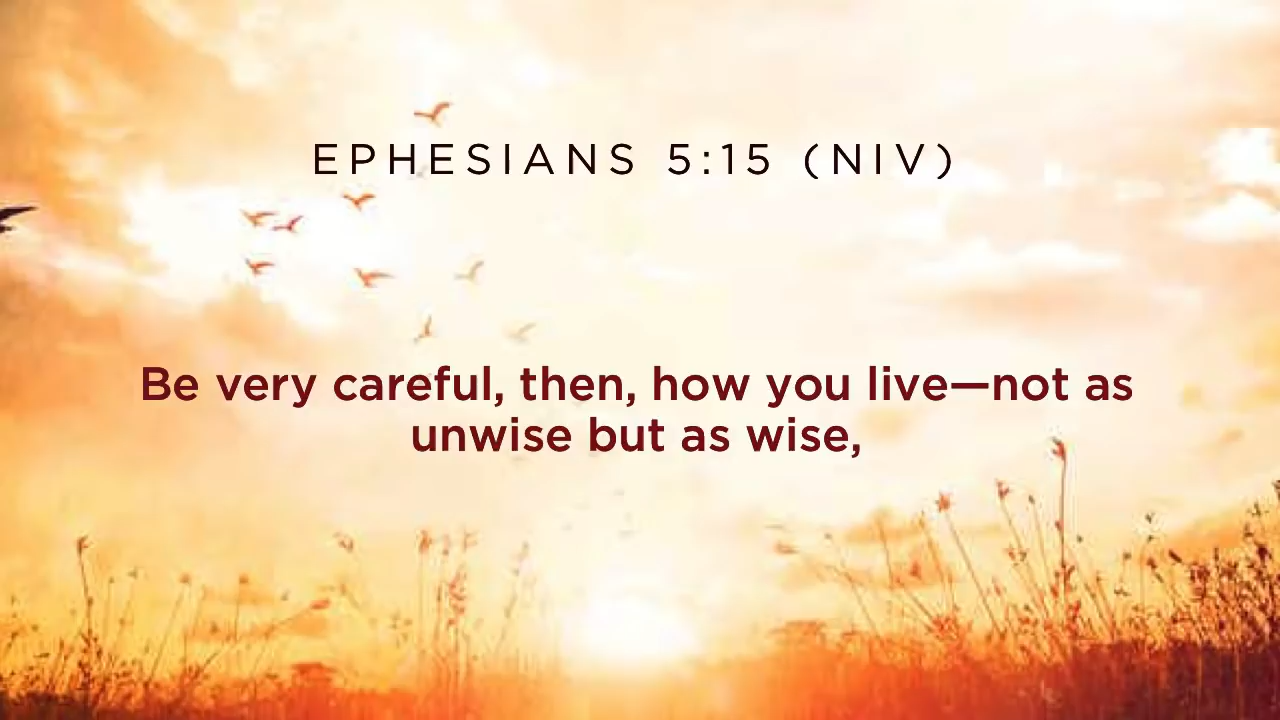 EPHESIANS 5:15 (NIV)
Be very careful, then, how you live—not as
unwise but as wise,